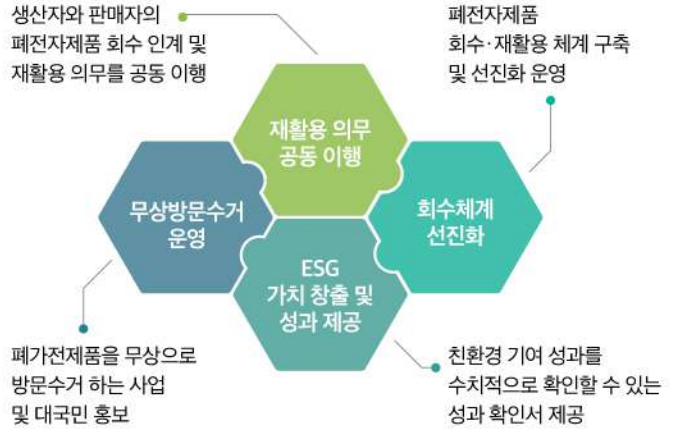 생산자와 판매자의
폐전자제품 회수 인계 및
재활용 의무를 공동 이행
폐전자제품
회수·재활용 체계 구축
및 선진화 운영
재활용 의무
공동 이행
무상방문수거
운영
회수체계
선진화
ESG
가치 창출 및
성과 제공
폐가전제품을 무상으로
방문수거 하는 사업
및 대국민 홍보
친환경 기여 성과를
수치적으로 확인할 수 있는
성과 확인서 제공